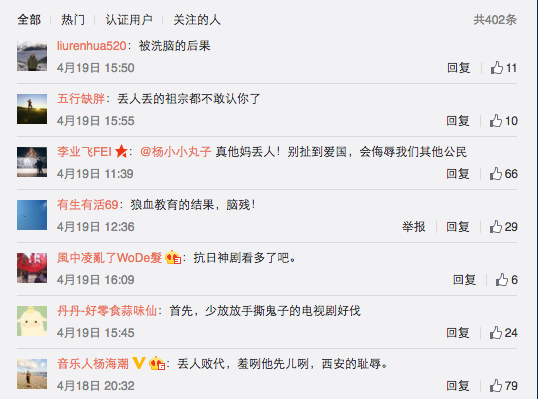 全部 热门 认证用户 关注的人 共402条
liurenhua520：被洗脑的后果
4月19日 15:50 回复 11
五行缺胖：丢人丢的祖宗都不敢认你了
4月19日 15:55 回复 10
李业飞FEI：@杨小小丸子 真他妈丢人！别扯到爱国，会侮辱我们其他公民
4月19日 11:39 回复 66
有生有活69：狼血教育的结果，脑残！
4月19日 12:36 举报 回复 29
風中凌亂了WoDe髮：抗日神剧看多了吧。
4月19日 16:09 回复 6
丹丹-好零食蒜味仙：首先，少放放手撕鬼子的电视剧好伐
4月19日 15:45 回复 24
音乐人杨海潮：丢人败代，羞咧他先儿咧，西安的耻辱。
4月18日 20:32 回复 79